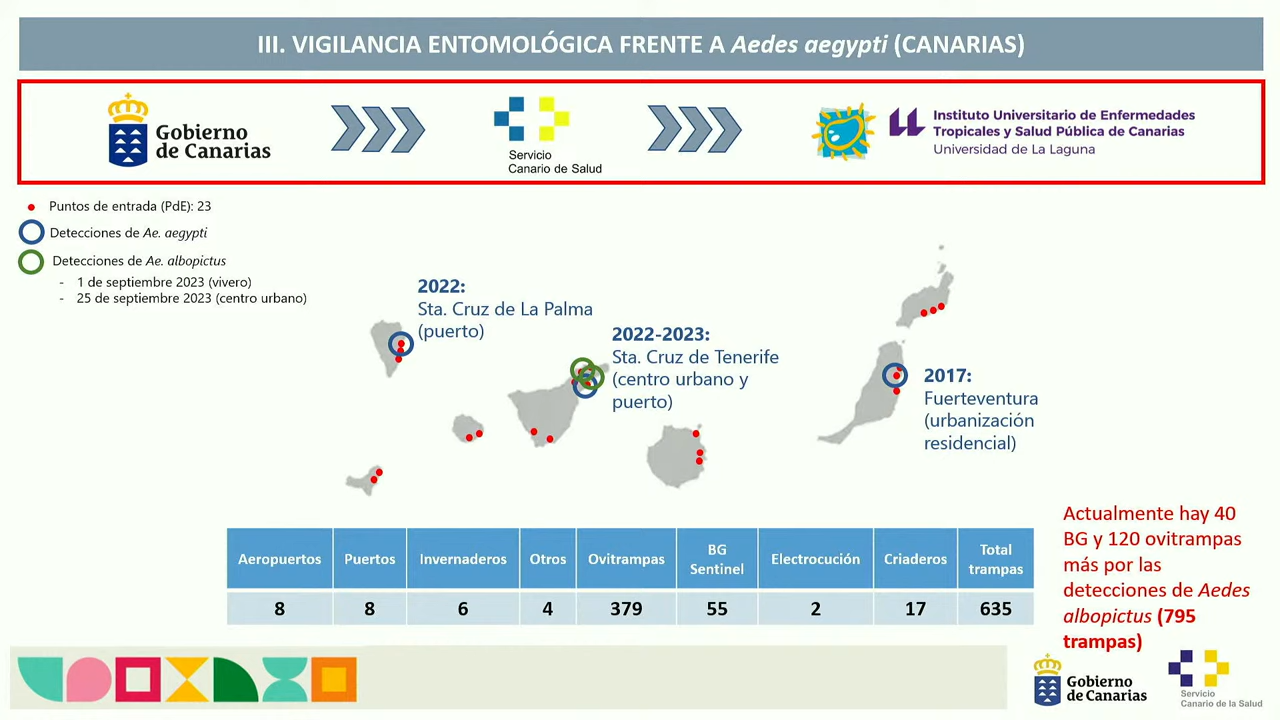 III. VIGILANCIA ENTOMOLÓGICA FRENTE A Aedes aegypti (CANARIAS)
Gobierno
de Canarias
Servicio
Canario de Salud
Instituto Universitario de Enfermedades
Tropicales y Salud Pública de Canarias
Universidad de La Laguna
Puntos de entrada (PdE): 23
Detecciones de Ae. aegypti
Detecciones de Ae. albopictus
- 1 de septiembre 2023 (vivero)
- 25 de septiembre 2023 (centro urbano)
2022:
Sta. Cruz de La Palma
(puerto)
2022-2023:
Sta. Cruz de Tenerife
(centro urbano y
puerto)
2017:
Fuerteventura
(urbanización
residencial)
Aeropuertos Puertos Invernaderos Otros Ovitrampas BG Sentinel Electrocución Criaderos Total trampas
8 8 6 4 379 55 2 17 635
Actualmente hay 40
BG y 120 ovitrampas
más por las
detecciones de Aedes
albopictus (795
trampas)
Gobierno
de Canarias
Servicio
Canario de la Salud